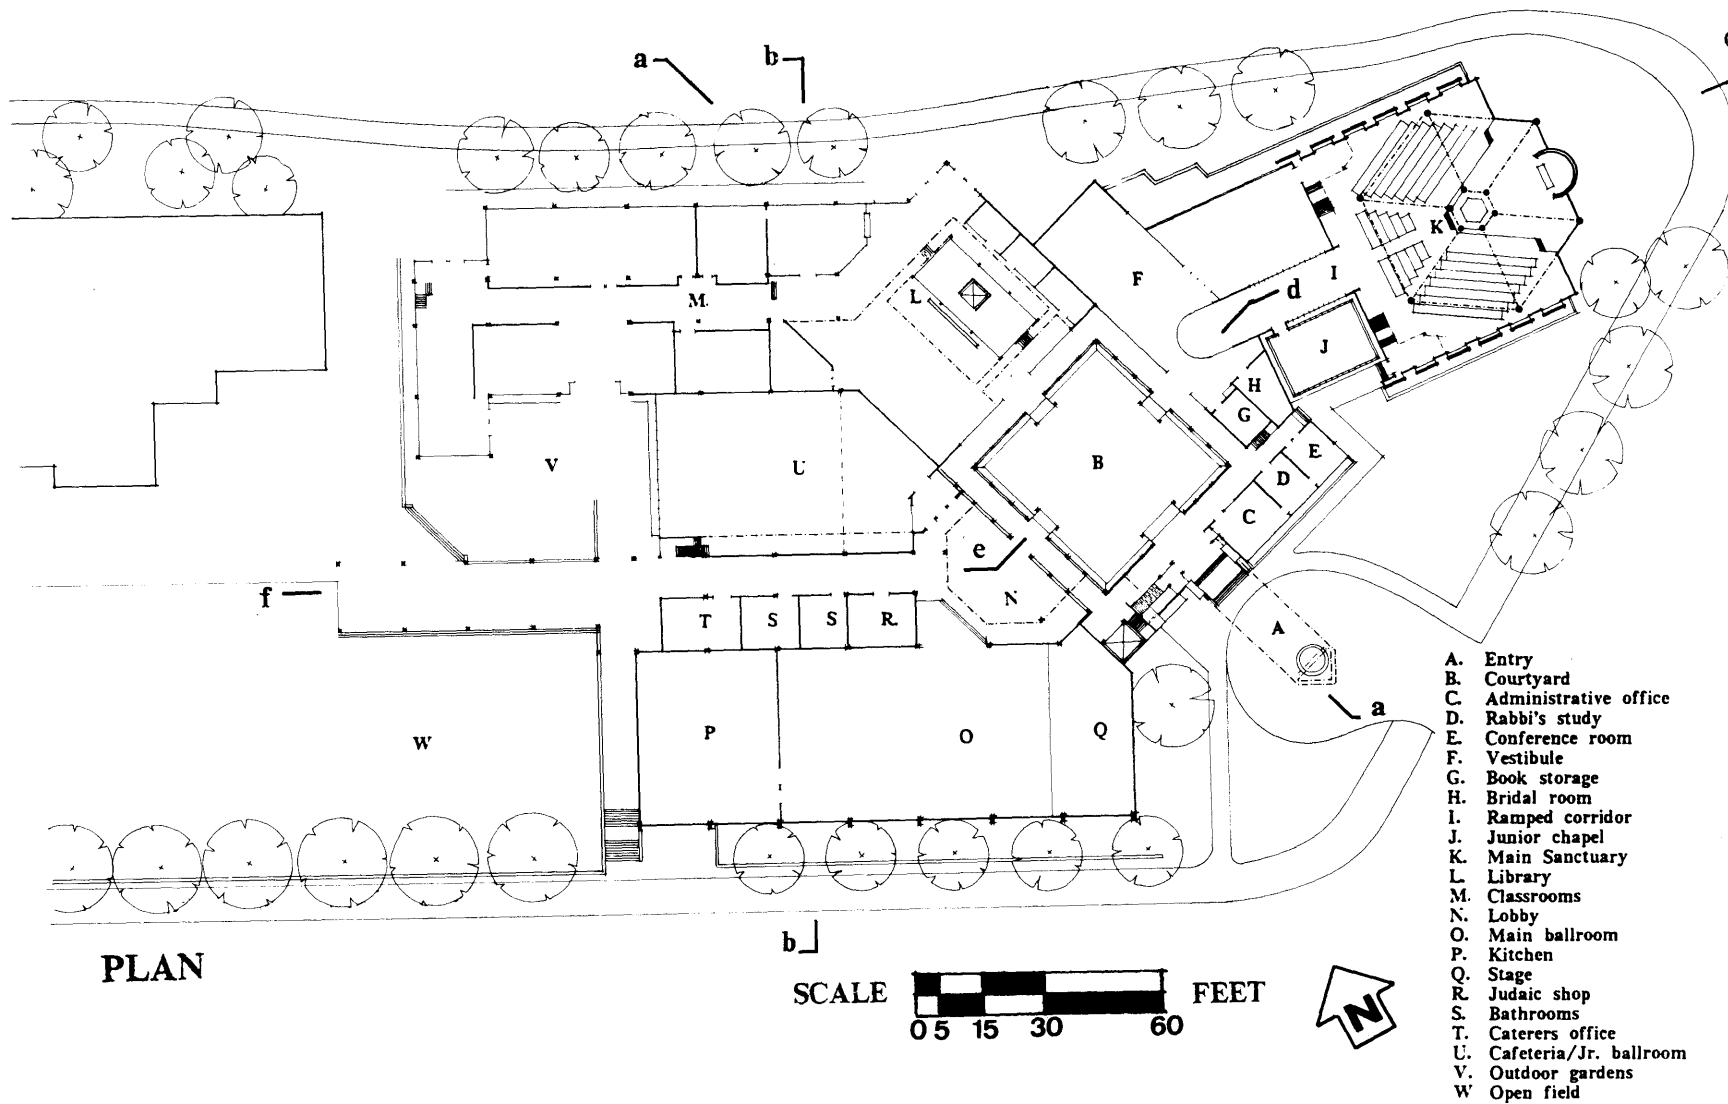 a
b
d
F
K
I
L
M.
J
H
G
V
U
B
E
D
C
e
f
N
T
S
S
R.
A
a
W
P
O
Q
A. Entry
B. Courtyard
C. Administrative office
D. Rabbi's study
E. Conference room
F. Vestibule
G. Book storage
H. Bridal room
I. Ramped corridor
J. Junior chapel
K. Main Sanctuary
L. Library
M. Classrooms
N. Lobby
O. Main ballroom
P. Kitchen
Q. Stage
R. Judaic shop
S. Bathrooms
T. Caterers office
U. Cafeteria/Jr. ballroom
V. Outdoor gardens
W Open field
b
PLAN
SCALE FEET
0 5 15 30 60
N